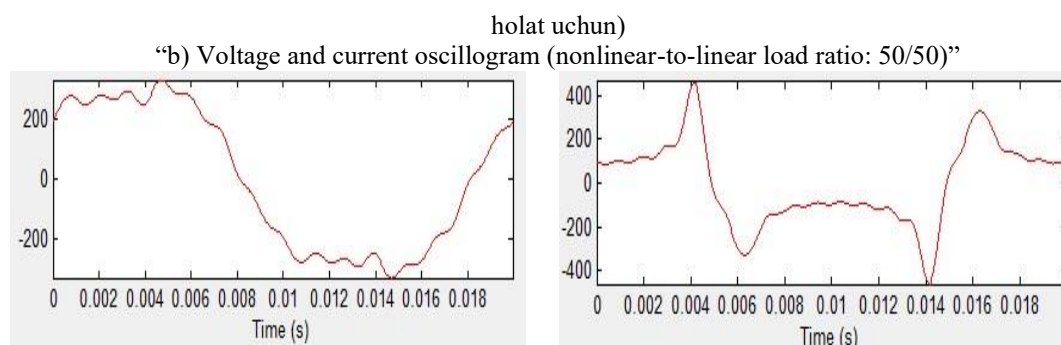 holat uchun)
“b) Voltage and current oscillogram (nonlinear-to-linear load ratio: 50/50)”
200
0
-200
0 0.002 0.004 0.006 0.008 0.01 0.012 0.014 0.016 0.018
Time (s)
400
200
0
-200
-400
0 0.002 0.004 0.006 0.008 0.01 0.012 0.014 0.016 0.018
Time (s)